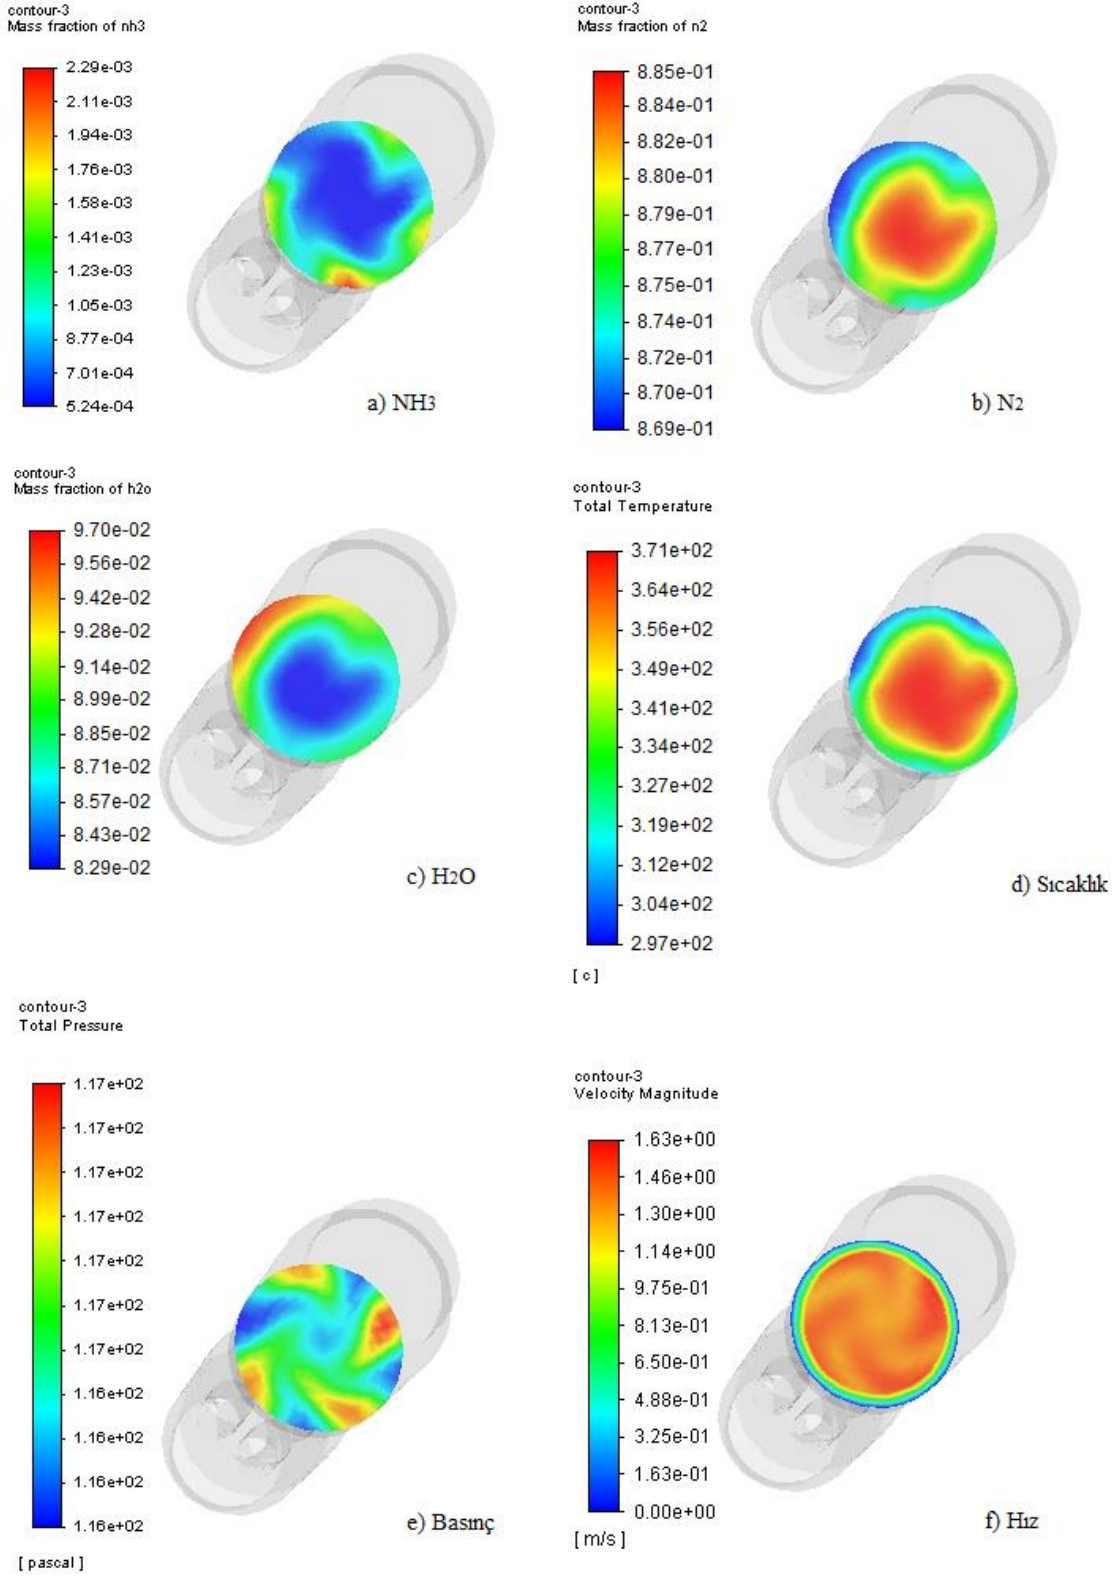 contour-3
Mass fraction of nh3
2.29e-03
2.11e-03
1.94e-03
1.76e-03
1.58e-03
1.41e-03
1.23e-03
1.05e-03
8.77e-04
7.01e-04
5.24e-04
a) NH3
contour-3
Mass fraction of n2
8.85e-01
8.84e-01
8.82e-01
8.80e-01
8.79e-01
8.77e-01
8.75e-01
8.74e-01
8.72e-01
8.70e-01
8.69e-01
b) N2
contour-3
Mass fraction of h2o
9.70e-02
9.56e-02
9.42e-02
9.28e-02
9.14e-02
8.99e-02
8.85e-02
8.71e-02
8.57e-02
8.43e-02
8.29e-02
c) H2O
contour-3
Total Temperature
3.71e+02
3.64e+02
3.56e+02
3.49e+02
3.41e+02
3.34e+02
3.27e+02
3.19e+02
3.12e+02
3.04e+02
2.97e+02
[ c ]
d) Sıcaklık
contour-3
Total Pressure
1.17e+02
1.17e+02
1.17e+02
1.17e+02
1.17e+02
1.17e+02
1.17e+02
1.16e+02
1.16e+02
1.16e+02
1.16e+02
[ pascal ]
e) Basınç
contour-3
Velocity Magnitude
1.63e+00
1.46e+00
1.30e+00
1.14e+00
9.75e-01
8.13e-01
6.50e-01
4.88e-01
3.25e-01
1.63e-01
0.00e+00
[ m/s ]
f) Hız